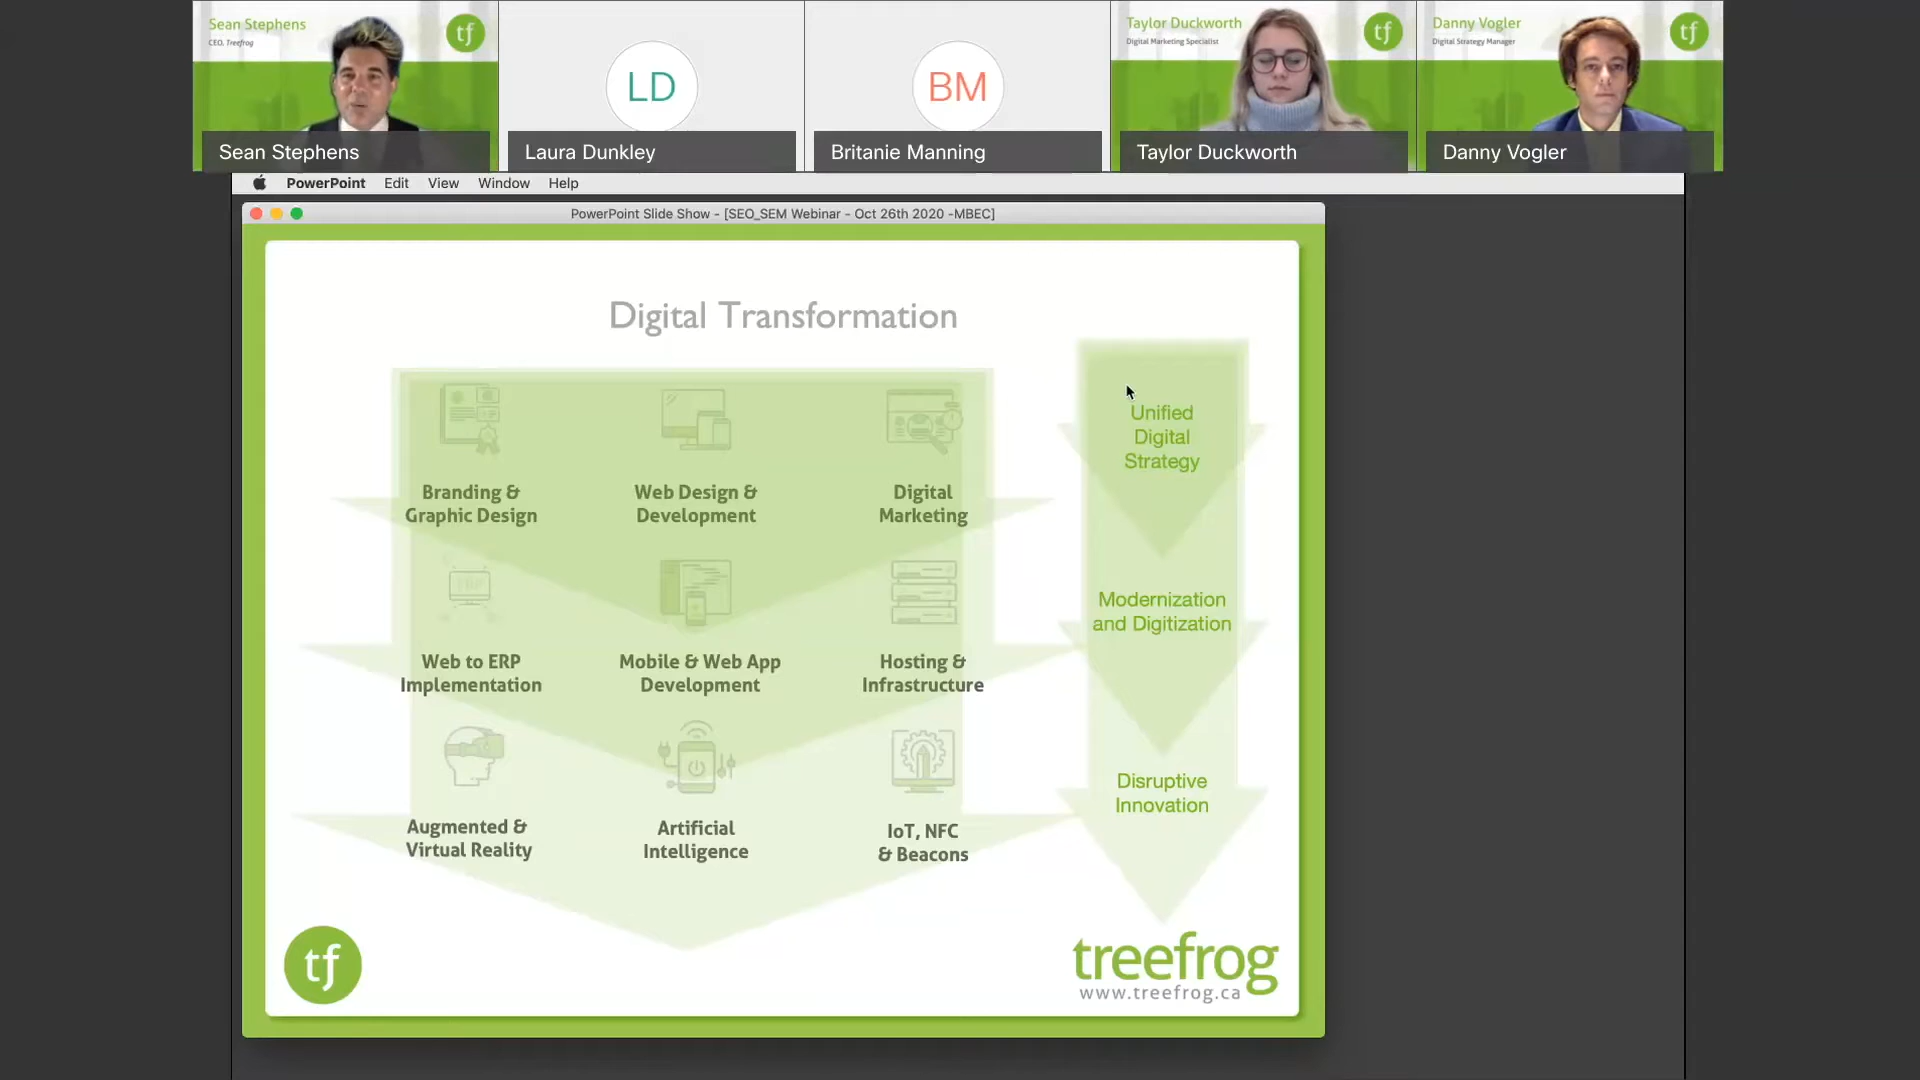 Sean Stephens
CEO, Treefrog
tf
LD
BM
Taylor Duckworth
Digital Marketing Specialist
tf
Danny Vogler
Digital Strategy Manager
tf
Sean Stephens
Laura Dunkley
Britanie Manning
Taylor Duckworth
Danny Vogler
PowerPoint Edit View Window Help
PowerPoint Slide Show - [SEO_SEM Webinar - Oct 26th 2020 -MBEC]
Digital Transformation
Branding &
Graphic Design
Web Design &
Development
Digital
Marketing
Unified
Digital
Strategy
ERP
Web to ERP
Implementation
Mobile & Web App
Development
Hosting &
Infrastructure
Modernization
and Digitization
Augmented &
Virtual Reality
Artificial
Intelligence
IoT, NFC
& Beacons
Disruptive
Innovation
tf
treefrog
www.treefrog.ca